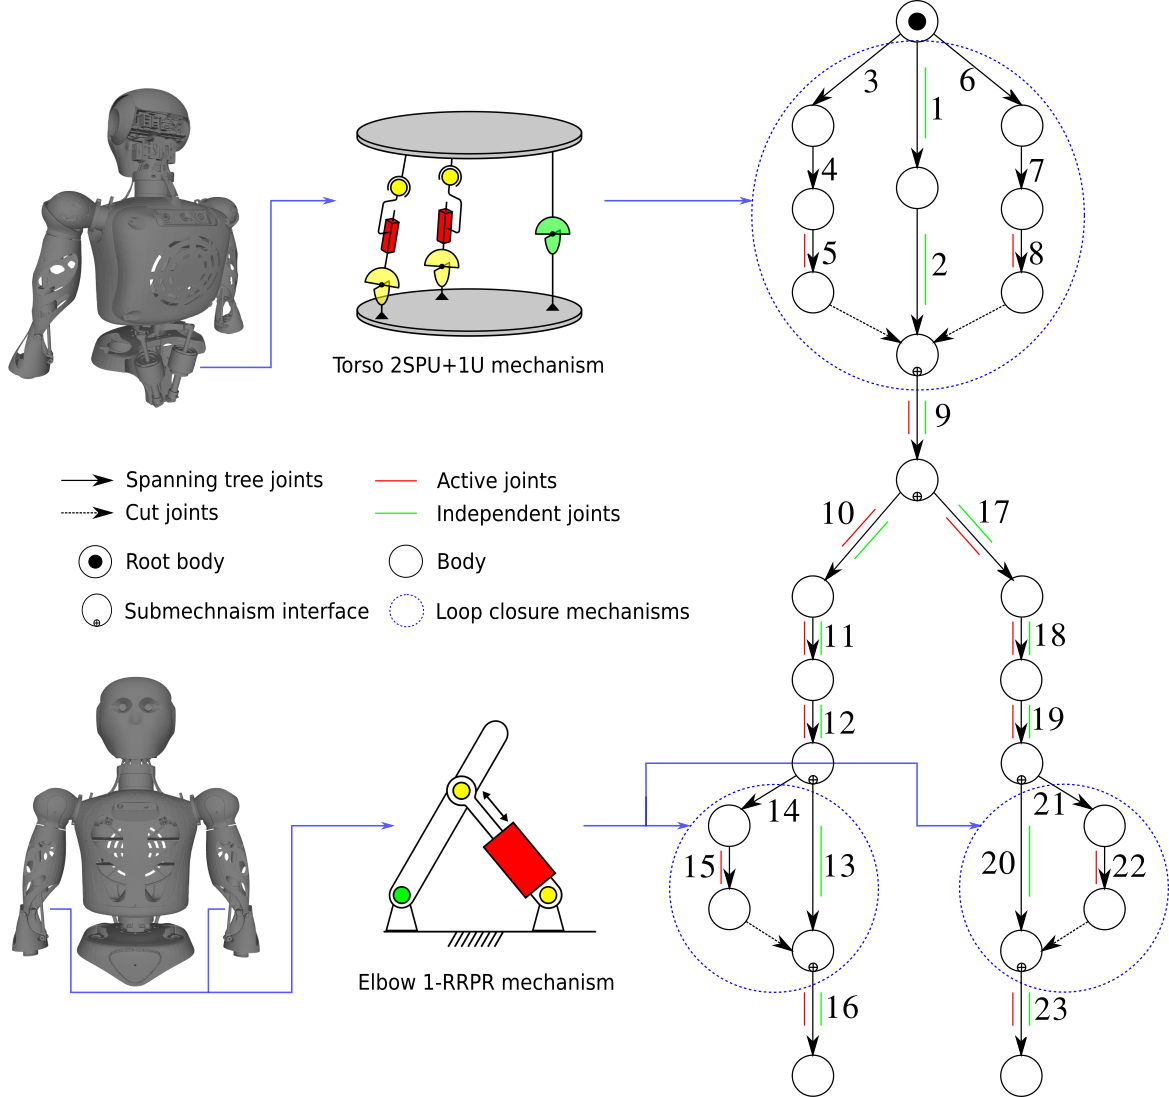 3
6
1
4
7
5
2
8
Torso 2SPU+1U mechanism
9
Spanning tree joints
Active joints
Cut joints
Independent joints
10
17
Root body
Body
Submechnaism interface
Loop closure mechanisms
11
18
12
19
14
21
15
13
20
22
Elbow 1-RRPR mechanism
16
23